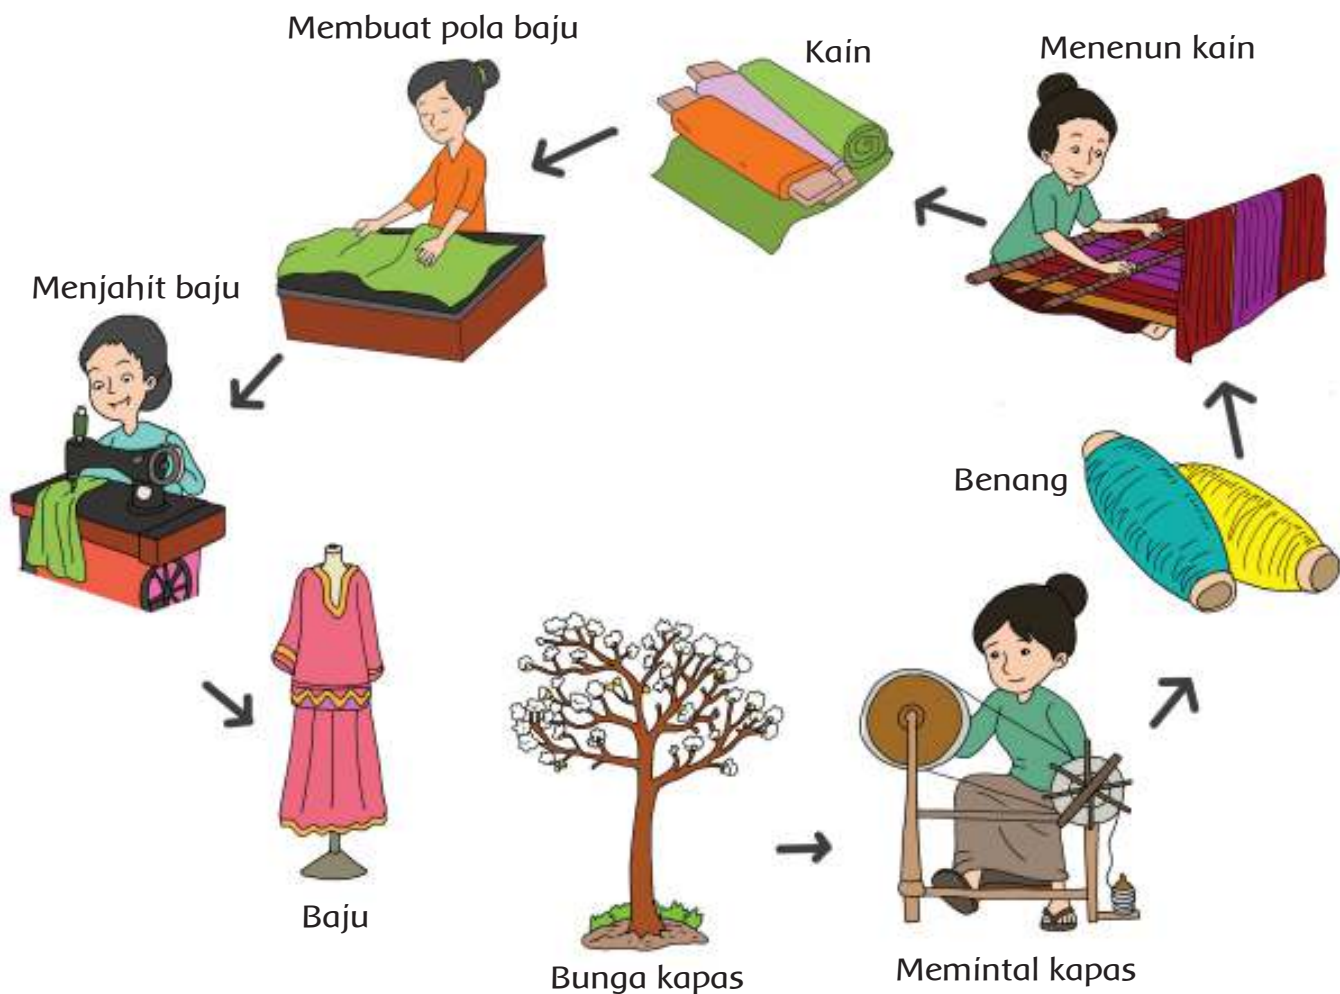 Membuat pola baju
Kain
Menenun kain
Menjahit baju
Benang
Baju
Bunga kapas
Memintal kapas